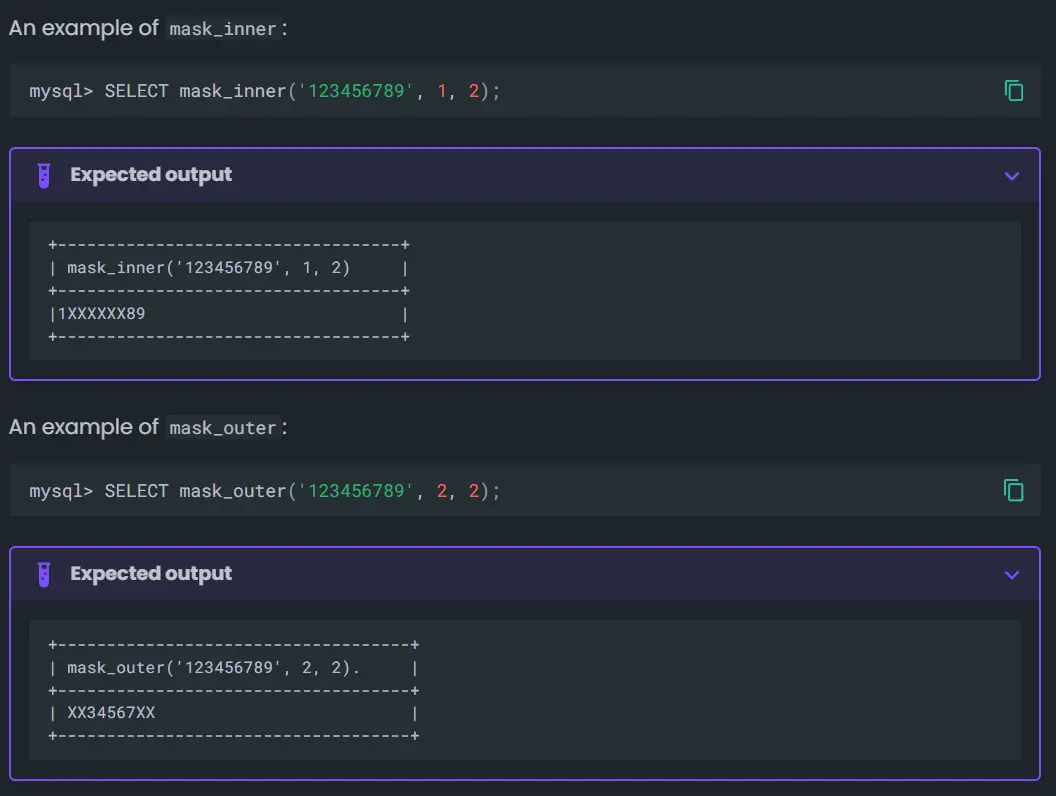 An example of mask_inner:
mysql> SELECT mask_inner('123456789', 1, 2);
Expected output
+-----------------------------------+
| mask_inner('123456789', 1, 2)     |
+-----------------------------------+
|1XXXXXX89                          |
+-----------------------------------+
An example of mask_outer:
mysql> SELECT mask_outer('123456789', 2, 2);
Expected output
+------------------------------------+
| mask_outer('123456789', 2, 2).     |
+------------------------------------+
| XX34567XX                          |
+------------------------------------+